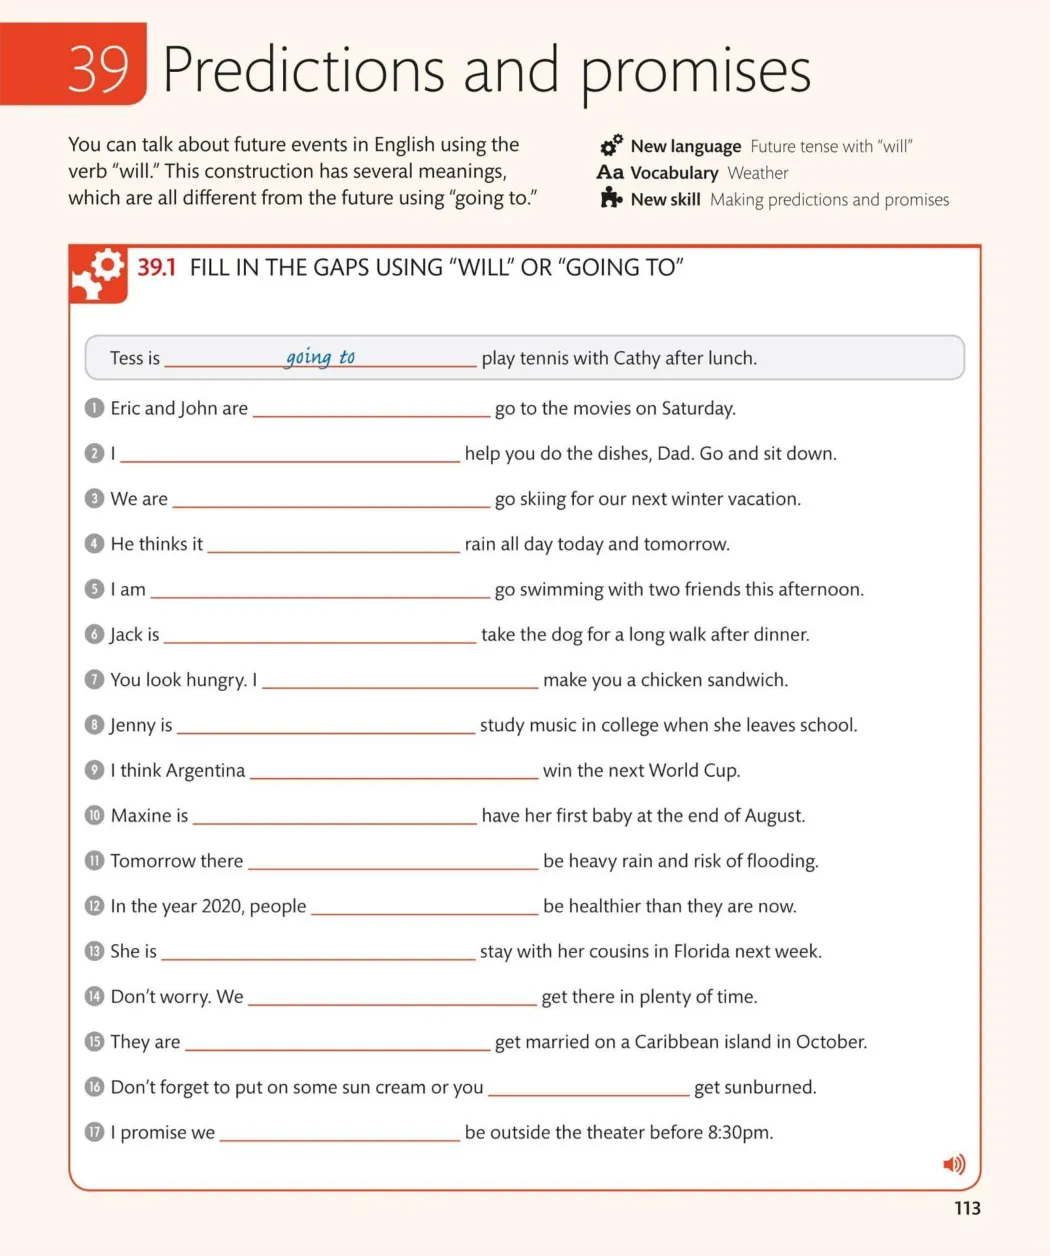 39 Predictions and promises
You can talk about future events in English using the
verb “will.” This construction has several meanings,
which are all different from the future using “going to.”
New language Future tense with “will”
Aa Vocabulary Weather
New skill Making predictions and promises
39.1 FILL IN THE GAPS USING “WILL” OR “GOING TO”
Tess is going to play tennis with Cathy after lunch.
1 Eric and John are go to the movies on Saturday.
2 I help you do the dishes, Dad. Go and sit down.
3 We are go skiing for our next winter vacation.
4 He thinks it rain all day today and tomorrow.
5 I am go swimming with two friends this afternoon.
6 Jack is take the dog for a long walk after dinner.
7 You look hungry. I make you a chicken sandwich.
8 Jenny is study music in college when she leaves school.
9 I think Argentina win the next World Cup.
10 Maxine is have her first baby at the end of August.
11 Tomorrow there be heavy rain and risk of flooding.
12 In the year 2020, people be healthier than they are now.
13 She is stay with her cousins in Florida next week.
14 Don’t worry. We get there in plenty of time.
15 They are get married on a Caribbean island in October.
16 Don’t forget to put on some sun cream or you get sunburned.
17 I promise we be outside the theater before 8:30pm.
113